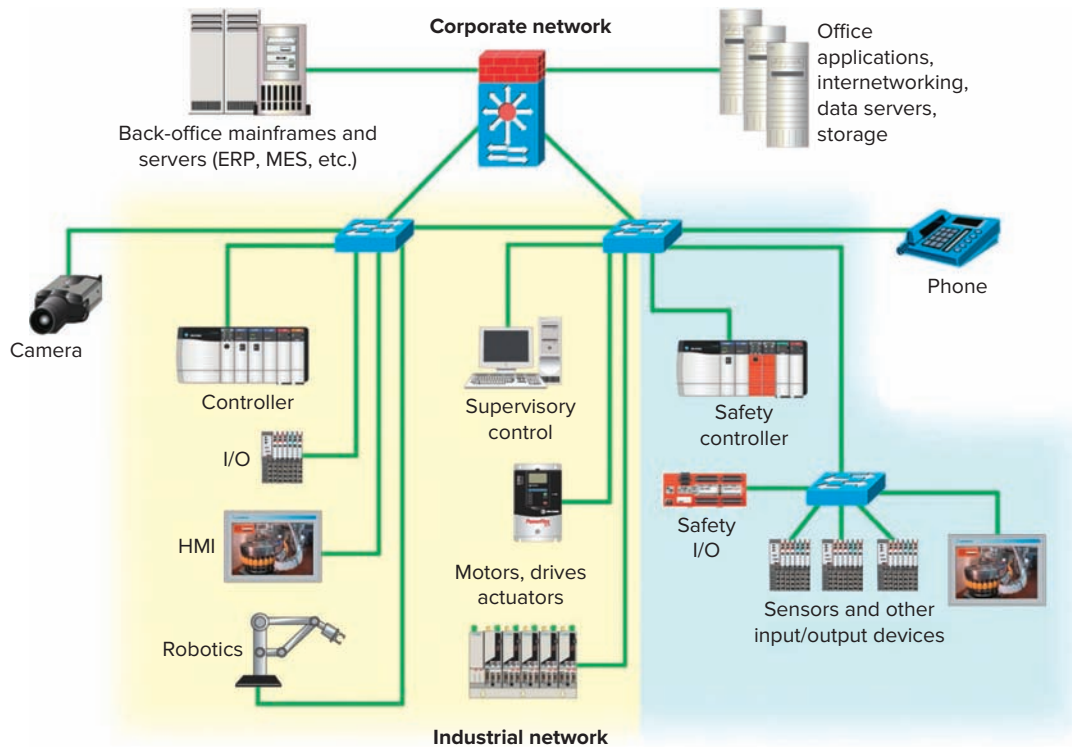 Corporate network
Office
applications,
internetworking,
data servers,
storage
Back-office mainframes and
servers (ERP, MES, etc.)
Camera
Phone
Controller
Supervisory
control
Safety
controller
I/O
HMI
Safety
I/O
Motors, drives
actuators
Sensors and other
input/output devices
Robotics
Industrial network